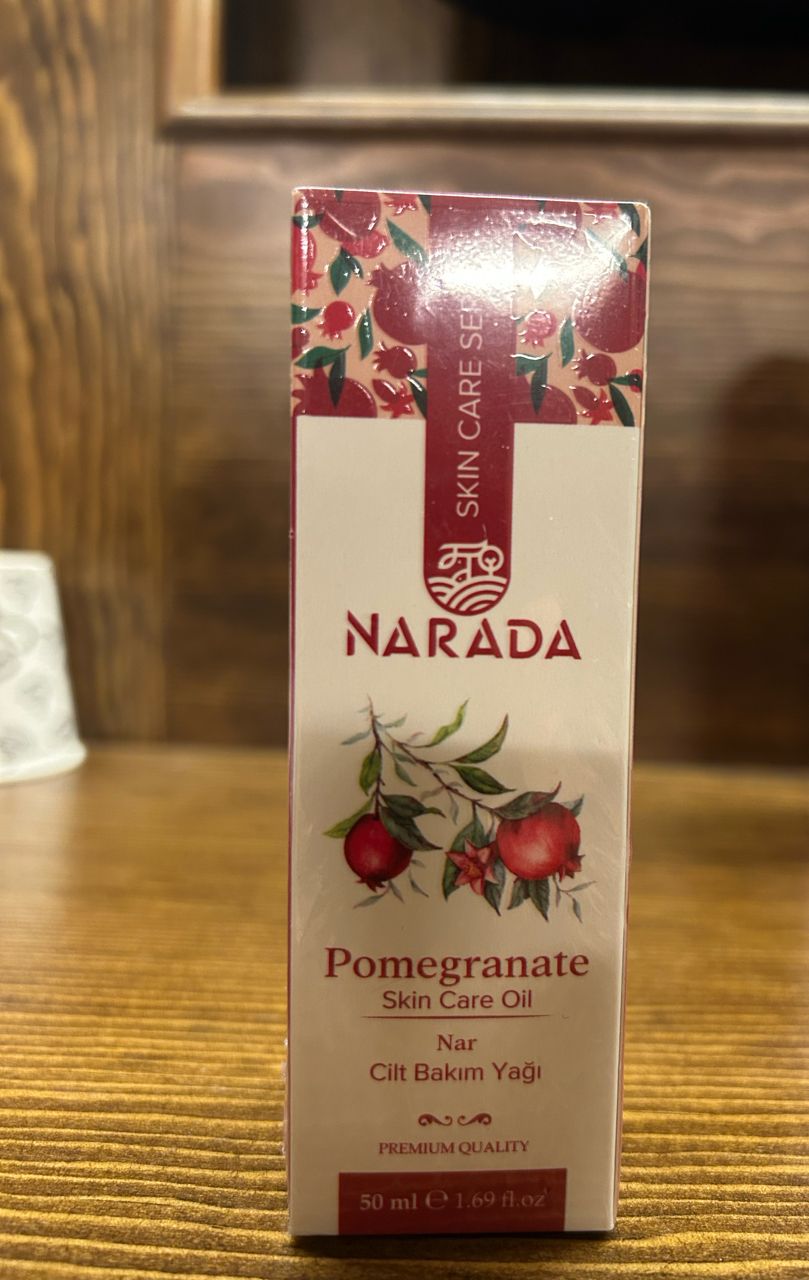 SKIN CARE
NARADA
Pomegranate
Skin Care Oil
Nar
Cilt Bakım Yağı
PREMIUM QUALITY
50 ml ℮ 1.69 fl.oz